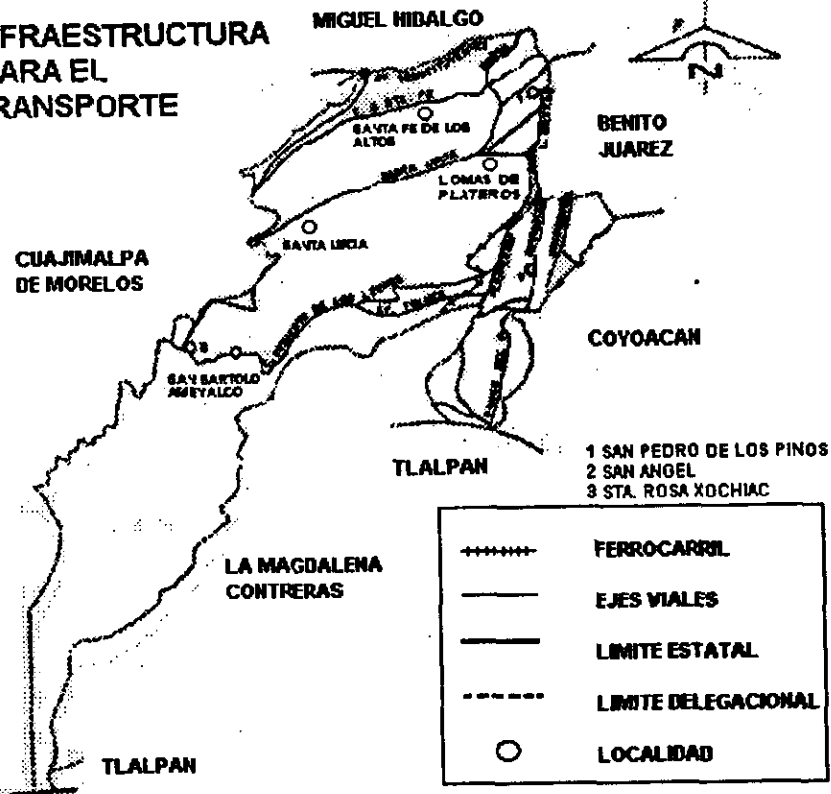 FRAESTRUCTURA
ARA EL
RANSPORTE
MIGUEL HIDALGO
N
BENITO
JUAREZ
SANTA FE DE LOS
ALTOS
LOMAS DE
PLATEROS
SANTA LUCIA
CUAJIMALPA
DE MORELOS
3
SAN BARTOLO
AMEYALCO
COYOACAN
TLALPAN
1 SAN PEDRO DE LOS PINOS
2 SAN ANGEL
3 STA. ROSA XOCHIAC
LA MAGDALENA
CONTRERAS
FERROCARRIL
EJES VIALES
LIMITE ESTATAL
LIMITE DELEGACIONAL
LOCALIDAD
TLALPAN